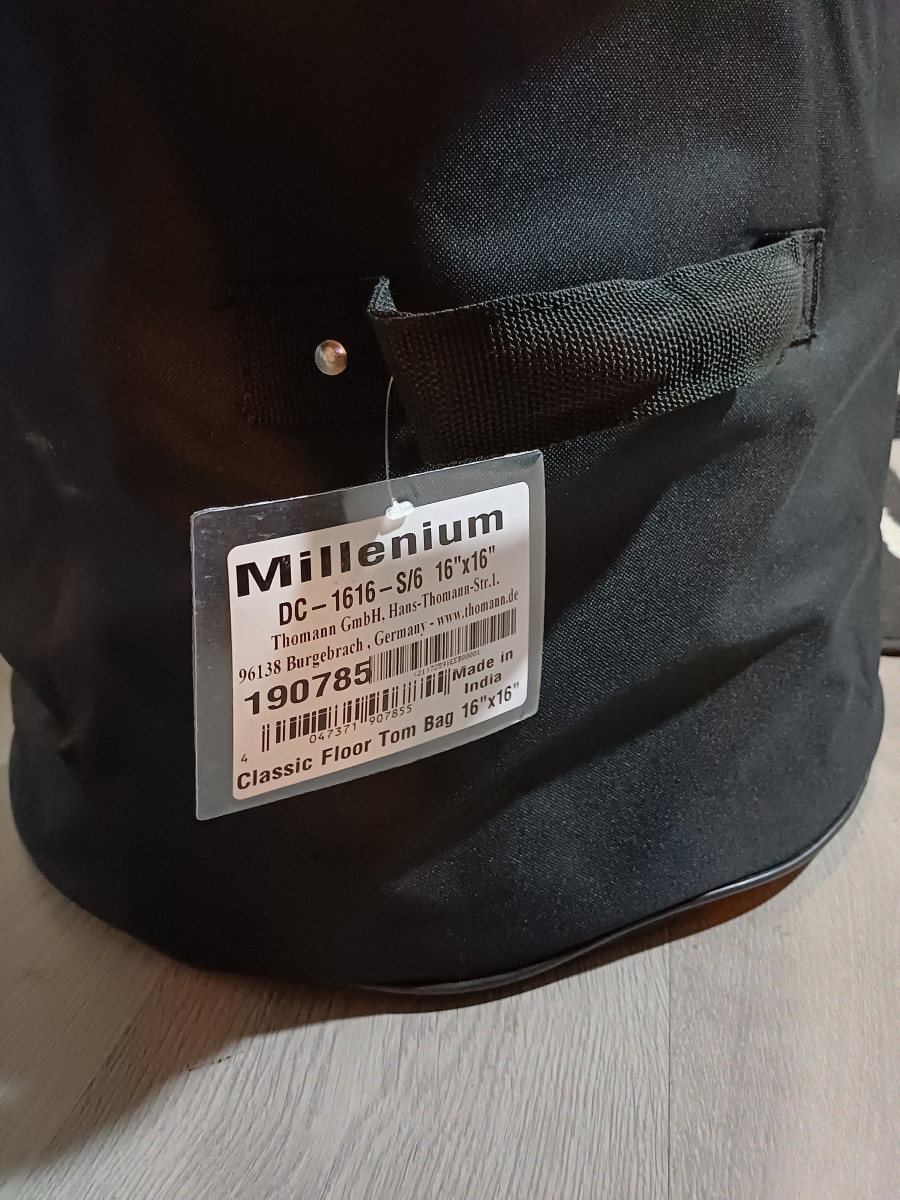 Millenium
DC-1616-S/6 16"x16"
Thomann GmbH, Haus-Thomann-Str.1,
96138 Burgebrach , Germany - www.thomann.de
190785
Made in
India
4 047371 907855
Classic Floor Tom Bag 16"x16"